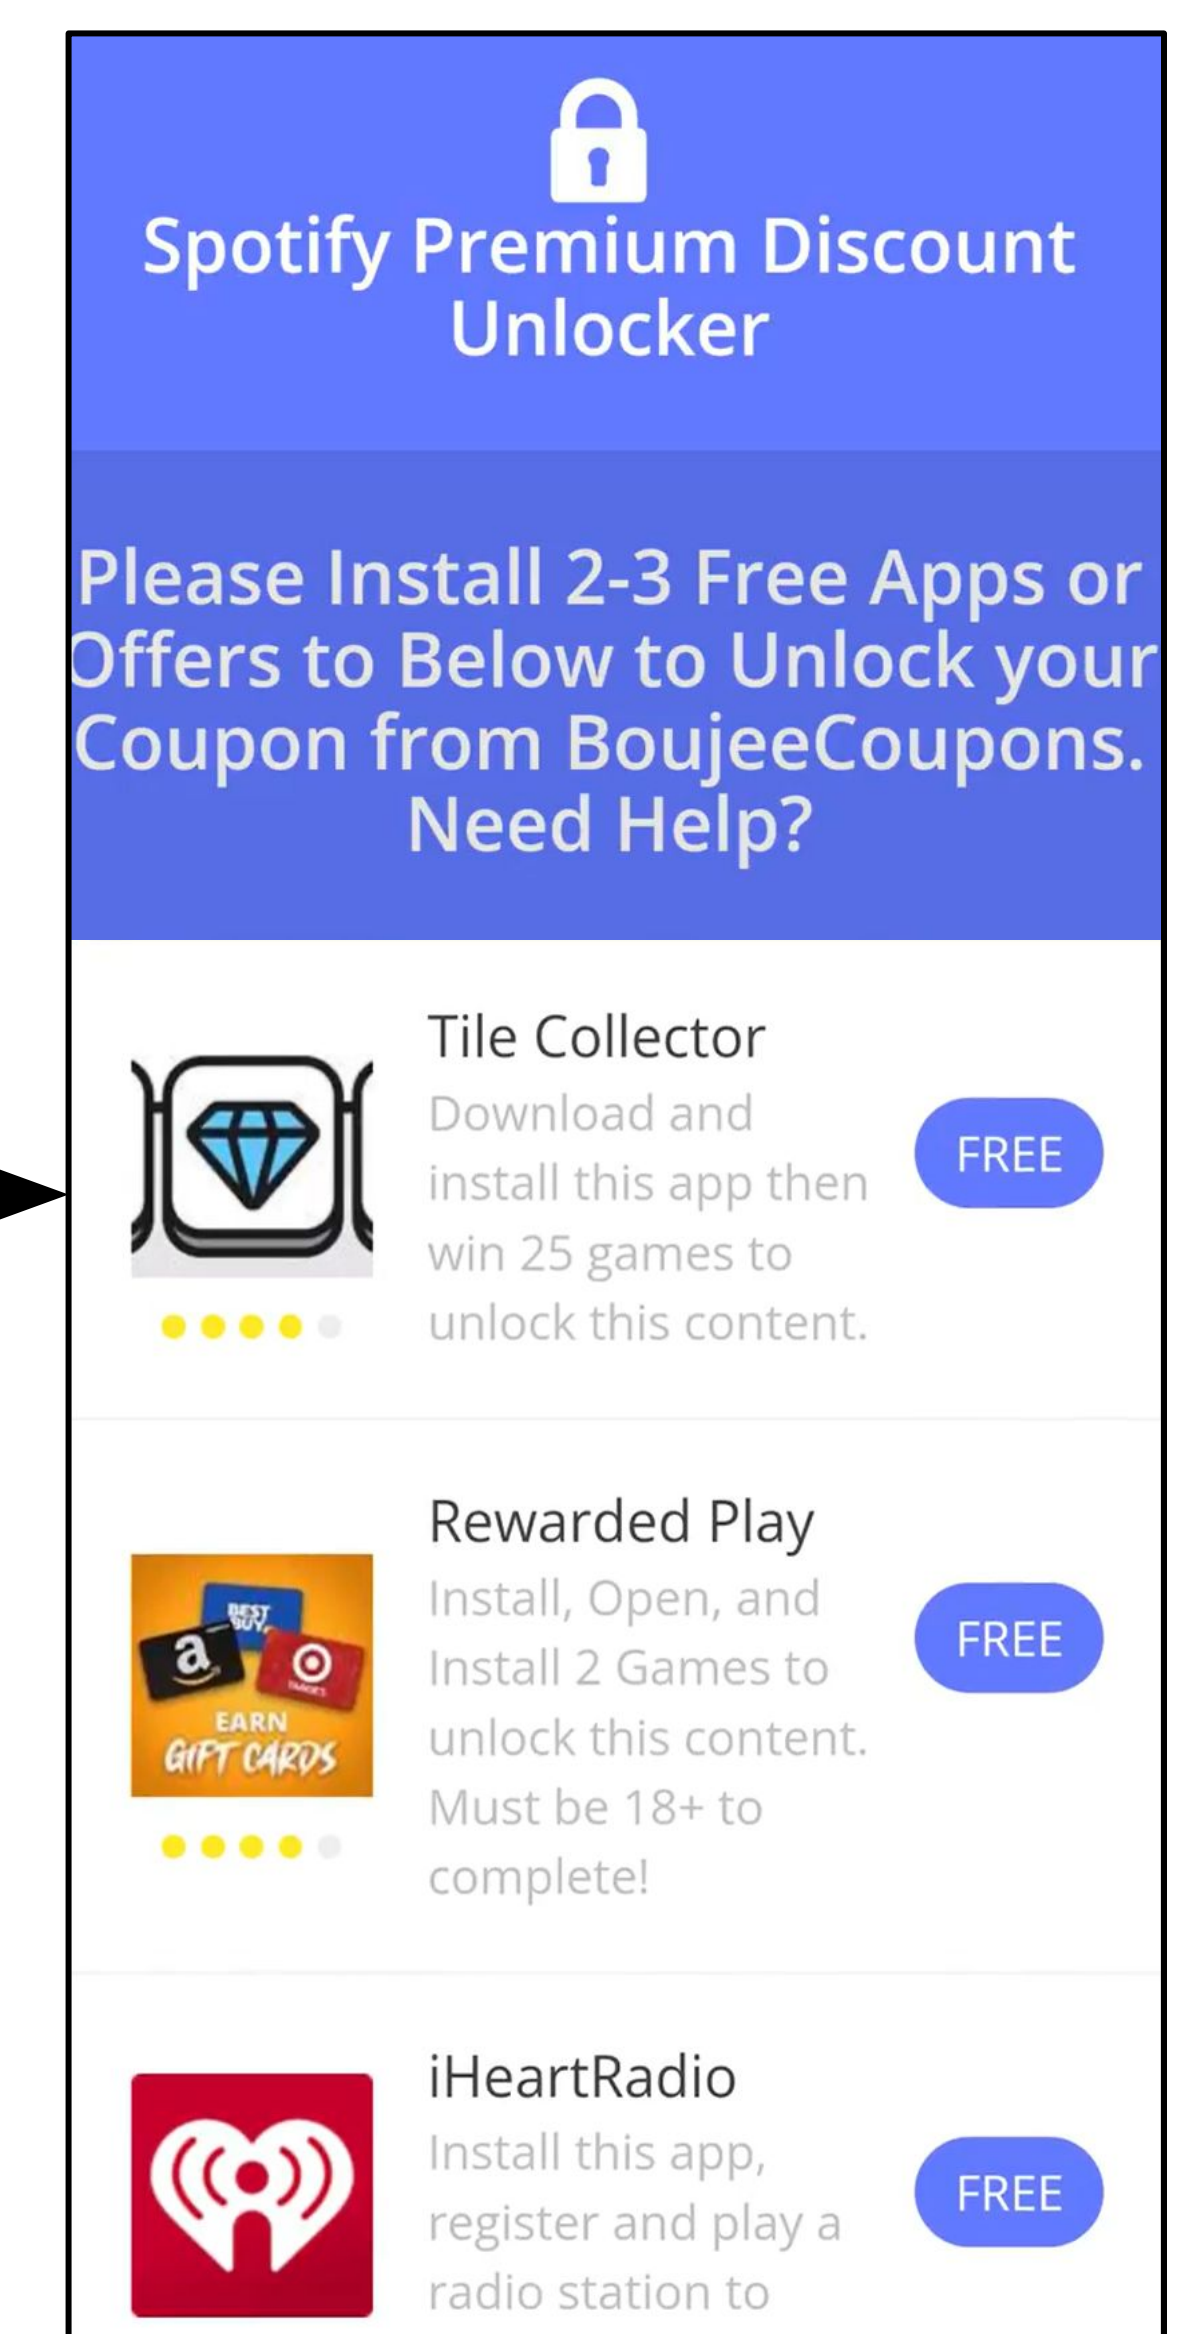 Spotify Premium Discount
Unlocker
Please Install 2-3 Free Apps or
Offers to Below to Unlock your
Coupon from BoujeeCoupons.
Need Help?
Tile Collector
Download and
install this app then
win 25 games to
unlock this content.
FREE
Rewarded Play
Install, Open, and
Install 2 Games to
unlock this content.
Must be 18+ to
complete!
FREE
BEST
BUY
a
TARGET
EARN
GIFT CARDS
iHeartRadio
Install this app,
register and play a
radio station to
FREE